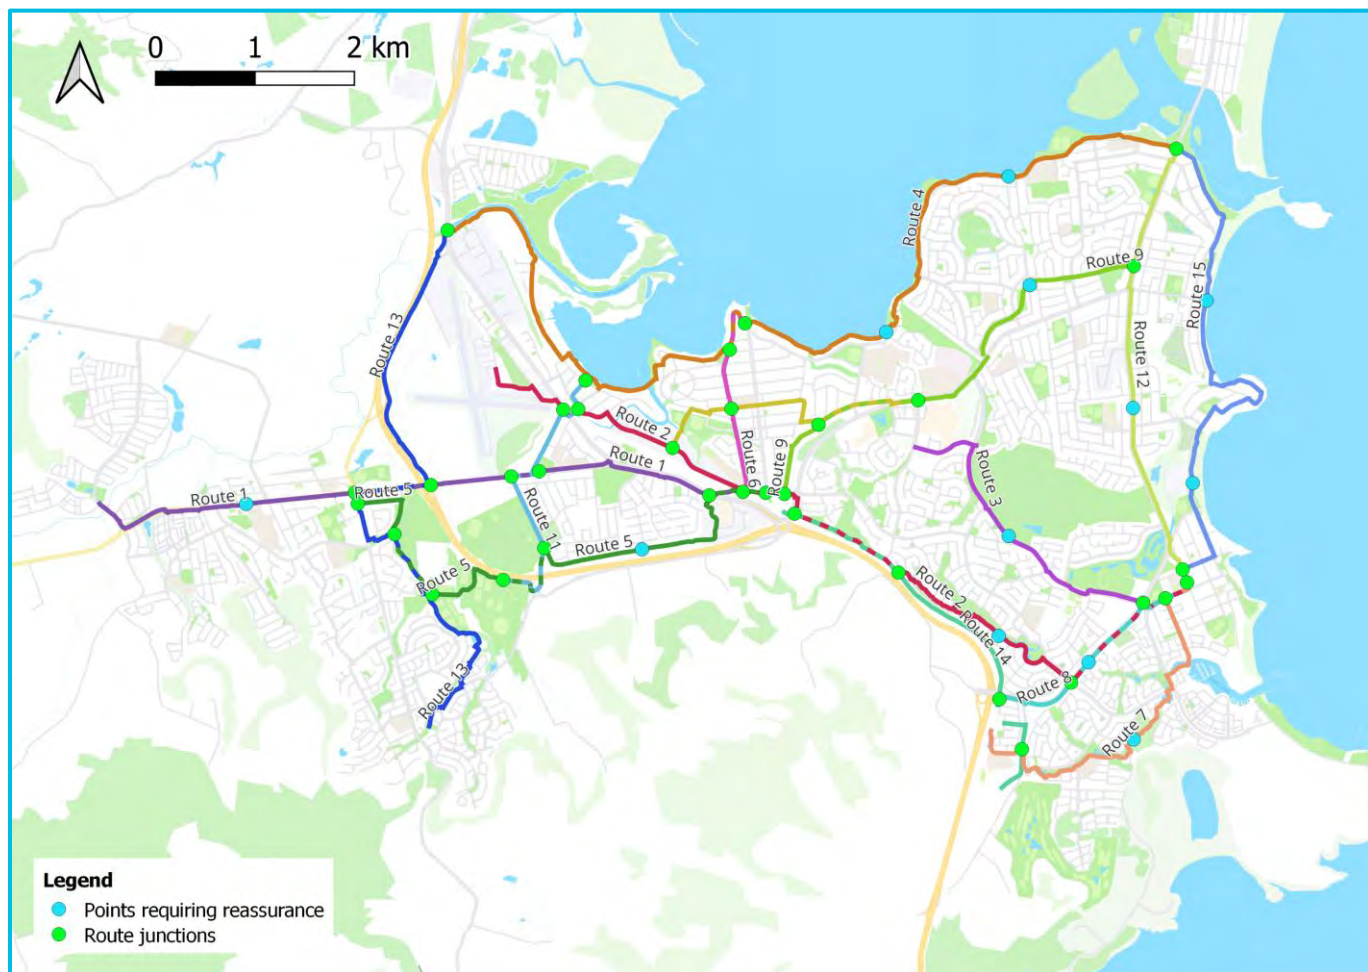 0 1 2 km
Route 4
Route 9
Route 15
Route 13
Route 12
Route 2
Route 6
Route 9
Route 1
Route 3
Route 1
Route 5
Route 11
Route 5
Route 5
Route 2
Route 14
Route 8
Route 13
Route 7
Legend
Points requiring reassurance
Route junctions